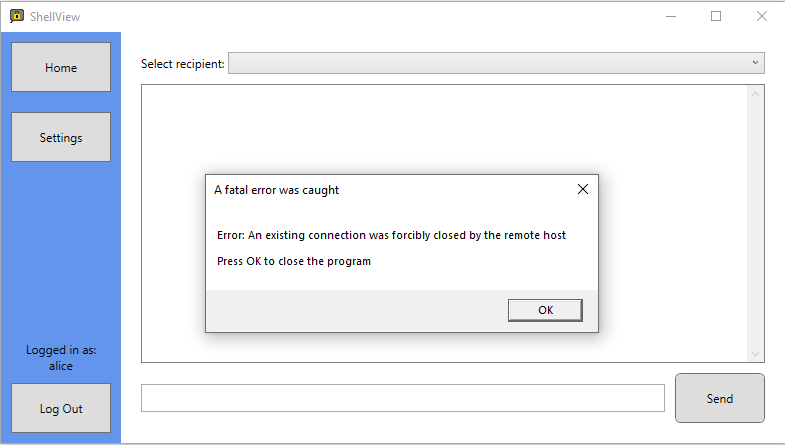 ShellView
Home
Settings
Logged in as:
alice
Log Out
Select recipient:
A fatal error was caught
Error: An existing connection was forcibly closed by the remote host
Press OK to close the program
OK
Send